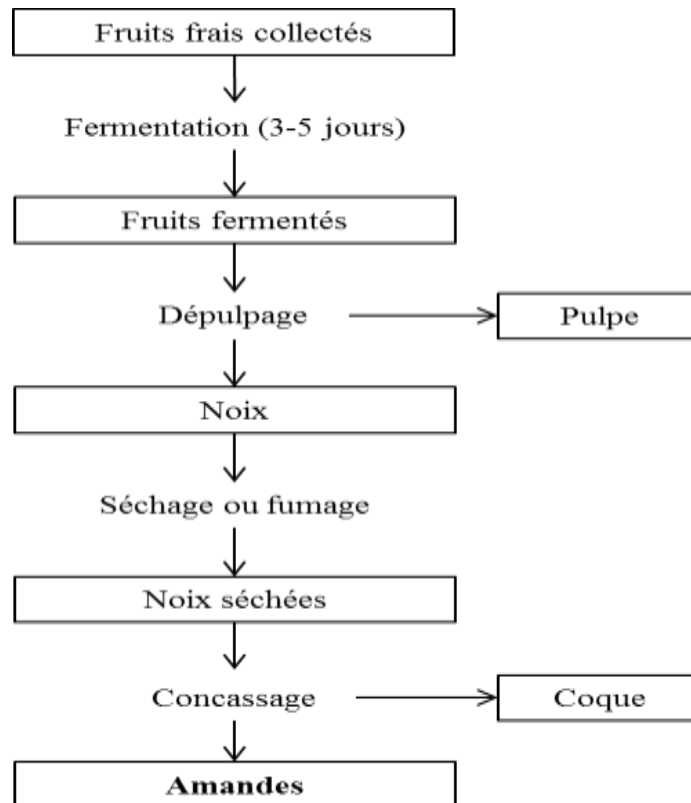 Fruits frais collectés
Fermentation (3-5 jours)
Fruits fermentés
Dépulpage
Pulpe
Noix
Séchage ou fumage
Noix séchées
Concassage
Coque
Amandes